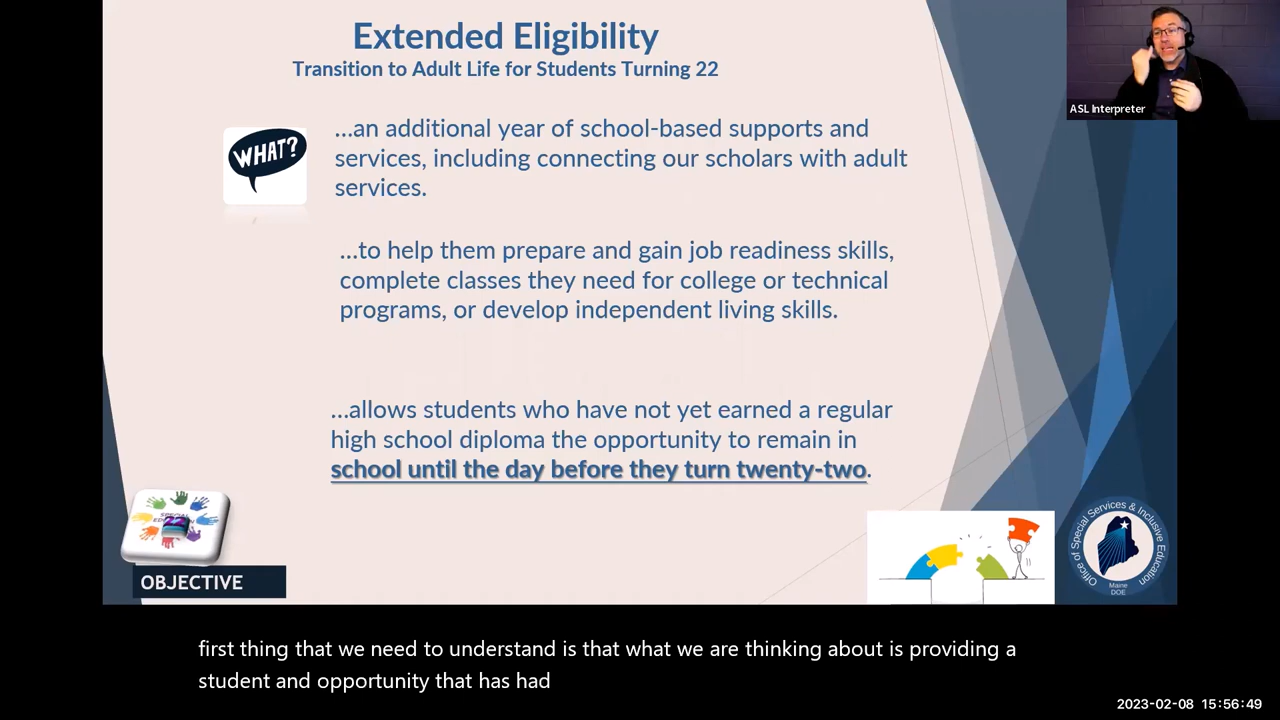 Extended Eligibility
Transition to Adult Life for Students Turning 22
ASL Interpreter
WHAT?
...an additional year of school-based supports and
services, including connecting our scholars with adult
services.
...to help them prepare and gain job readiness skills,
complete classes they need for college or technical
programs, or develop independent living skills.
...allows students who have not yet earned a regular
high school diploma the opportunity to remain in
school until the day before they turn twenty-two.
22
OBJECTIVE
Office of Special Services & Inclusive Education
Maine
DOE
first thing that we need to understand is that what we are thinking about is providing a
student and opportunity that has had
2023-02-08 15:56:49